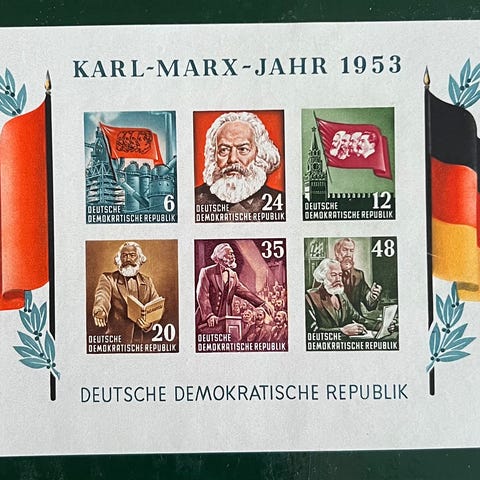 KARL-MARX-JAHR 1953
6
DEUTSCHE
DEMOKRATISCHE REPUBLIK
24
DEUTSCHE
DEMOKRATISCHE REPUBLIK
12
DEUTSCHE
DEMOKRATISCHE REPUBLIK
20
DEUTSCHE
DEMOKRATISCHE REPUBLIK
35
DEUTSCHE
DEMOKRATISCHE REPUBLIK
48
DEUTSCHE
DEMOKRATISCHE REPUBLIK
DEUTSCHE DEMOKRATISCHE REPUBLIK